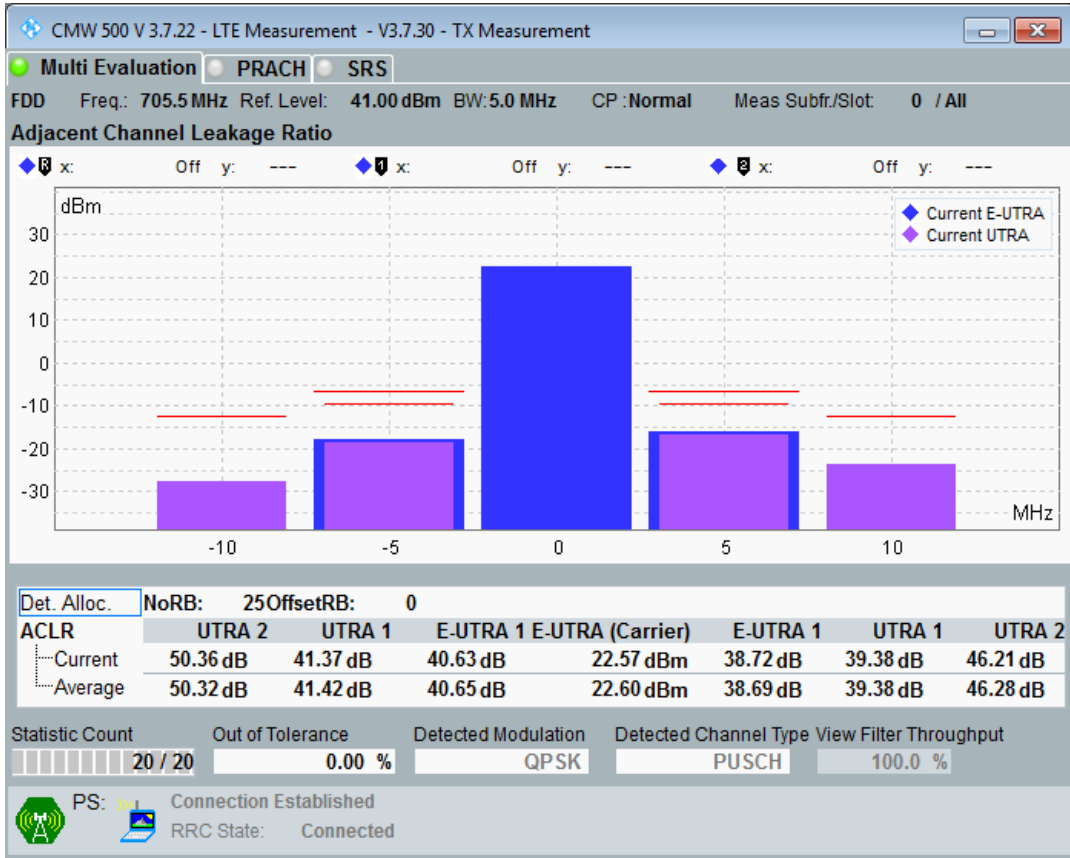 CMW 500 V 3.7.22 - LTE Measurement - V3.7.30 - TX Measurement
Multi Evaluation PRACH SRS
FDD Freq.: 705.5 MHz Ref. Level: 41.00 dBm BW: 5.0 MHz CP : Normal Meas Subfr./Slot: 0 / All
Adjacent Channel Leakage Ratio
R x: Off y: --- 1 x: Off y: --- 2 x: Off y: ---
dBm
Current E-UTRA
Current UTRA
30
20
10
0
-10
-20
-30
MHz
-10 -5 0 5 10
Det. Alloc. NoRB: 25 OffsetRB: 0
ACLR UTRA 2 UTRA 1 E-UTRA 1 E-UTRA (Carrier) E-UTRA 1 UTRA 1 UTRA 2
Current 50.36 dB 41.37 dB 40.63 dB 22.57 dBm 38.72 dB 39.38 dB 46.21 dB
Average 50.32 dB 41.42 dB 40.65 dB 22.60 dBm 38.69 dB 39.38 dB 46.28 dB
Statistic Count Out of Tolerance Detected Modulation Detected Channel Type View Filter Throughput
20 / 20 0.00 % QPSK PUSCH 100.0 %
PS: Connection Established
RRC State: Connected